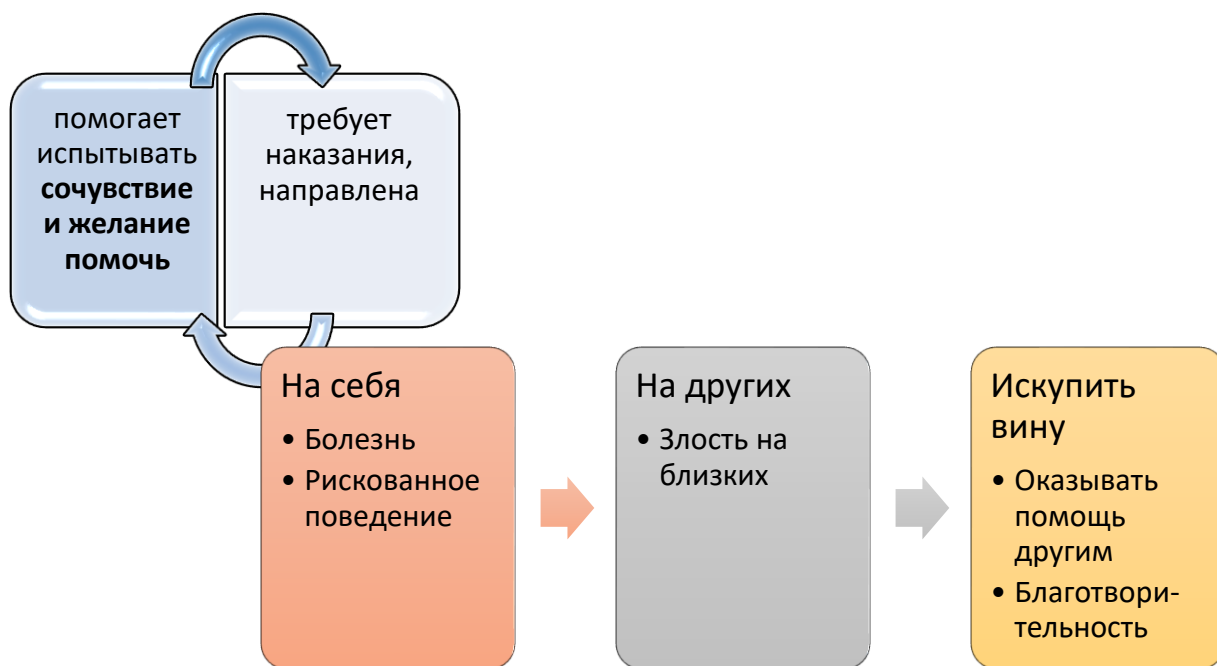 помогает
испытывать
сочувствие
и желание
помочь
требует
наказания,
направлена
На себя
• Болезнь
• Рискованное
поведение
На других
• Злость на
близких
Искупить
вину
• Оказывать
помощь
другим
• Благотвори-
тельность